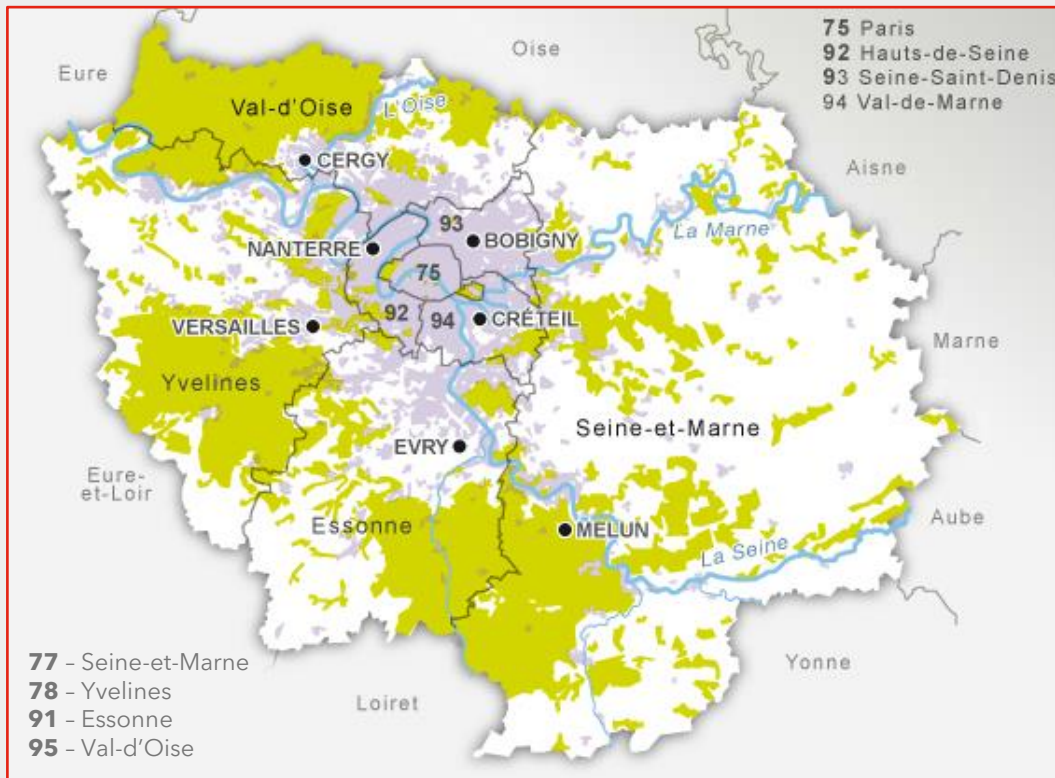 75 Paris
92 Hauts-de-Seine
93 Seine-Saint-Denis
94 Val-de-Marne
Oise
Eure
Val-d'Oise
L'Oise
CERGY
Aisne
93
La Marne
NANTERRE
BOBIGNY
75
92
94
CRÉTEIL
VERSAILLES
Marne
Yvelines
Seine-et-Marne
EVRY
Eure-
et-Loir
Essonne
MELUN
Aube
La Seine
77 – Seine-et-Marne
78 – Yvelines
91 – Essonne
95 – Val-d'Oise
Loiret
Yonne